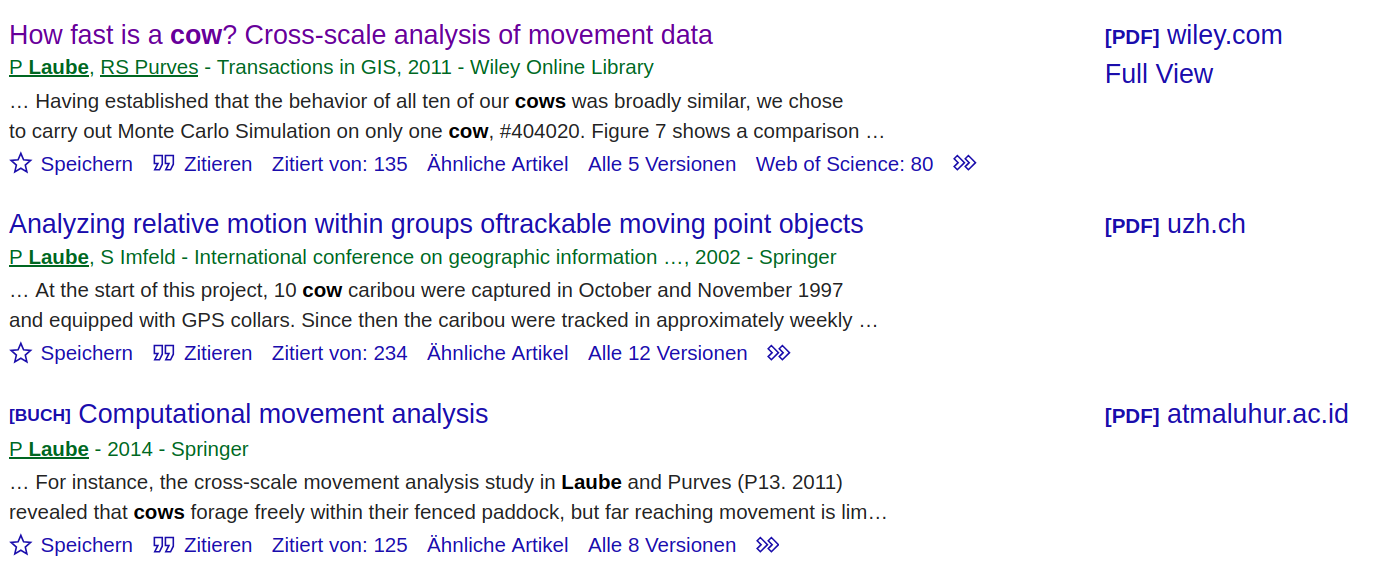 How fast is a cow? Cross-scale analysis of movement data
[PDF] wiley.com
P Laube, RS Purves - Transactions in GIS, 2011 - Wiley Online Library
Full View
… Having established that the behavior of all ten of our cows was broadly similar, we chose
to carry out Monte Carlo Simulation on only one cow, #404020. Figure 7 shows a comparison …
Speichern Zitieren Zitiert von: 135 Ähnliche Artikel Alle 5 Versionen Web of Science: 80
Analyzing relative motion within groups oftrackable moving point objects
[PDF] uzh.ch
P Laube, S Imfeld - International conference on geographic information …, 2002 - Springer
… At the start of this project, 10 cow caribou were captured in October and November 1997
and equipped with GPS collars. Since then the caribou were tracked in approximately weekly …
Speichern Zitieren Zitiert von: 234 Ähnliche Artikel Alle 12 Versionen
[BUCH] Computational movement analysis
[PDF] atmaluhur.ac.id
P Laube - 2014 - Springer
… For instance, the cross-scale movement analysis study in Laube and Purves (P13. 2011)
revealed that cows forage freely within their fenced paddock, but far reaching movement is lim…
Speichern Zitieren Zitiert von: 125 Ähnliche Artikel Alle 8 Versionen